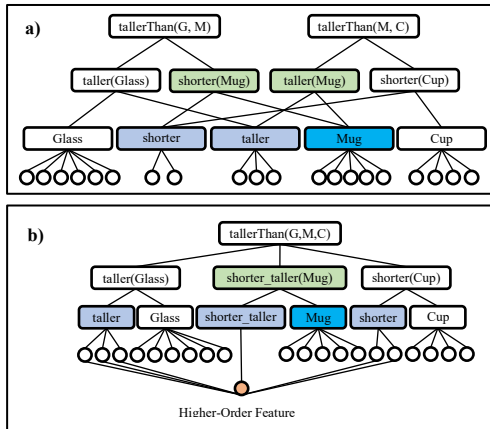 a)
tallerThan(G, M) tallerThan(M, C)
taller(Glass) shorter(Mug) taller(Mug) shorter(Cup)
Glass shorter taller Mug Cup
b)
tallerThan(G,M,C)
taller(Glass) shorter_taller(Mug) shorter(Cup)
taller Glass shorter_taller Mug shorter Cup
Higher-Order Feature